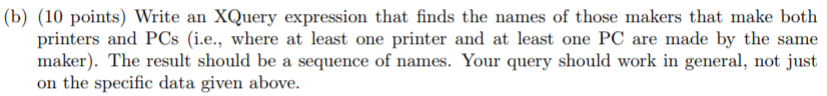 (b) (10 points) Write an XQuery expression that finds the names of those makers that make both
printers and PCs (i.e., where at least one printer and at least one PC are made by the same
maker). The result should be a sequence of names. Your query should work in general, not just
on the specific data given above.